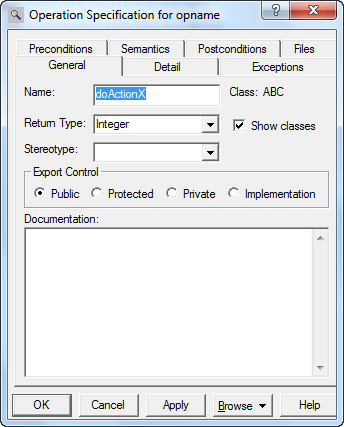 Operation Specification for opname
?
Preconditions Semantics Postconditions Files
General Detail Exceptions
Name: doActionX Class: ABC
Return Type: Integer Show classes
Stereotype:
Export Control
Public Protected Private Implementation
Documentation:
OK Cancel Apply Browse Help